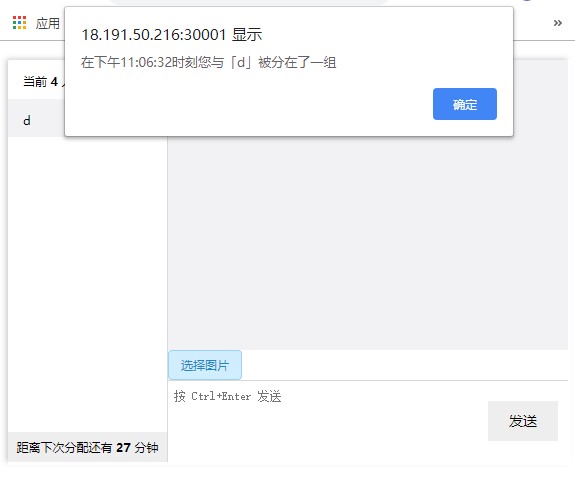 应用
18.191.50.216:30001 显示
在下午11:06:32时刻您与「d」被分在了一组
确定
当前 4
d
选择图片
按 Ctrl+Enter 发送
发送
距离下次分配还有 27 分钟